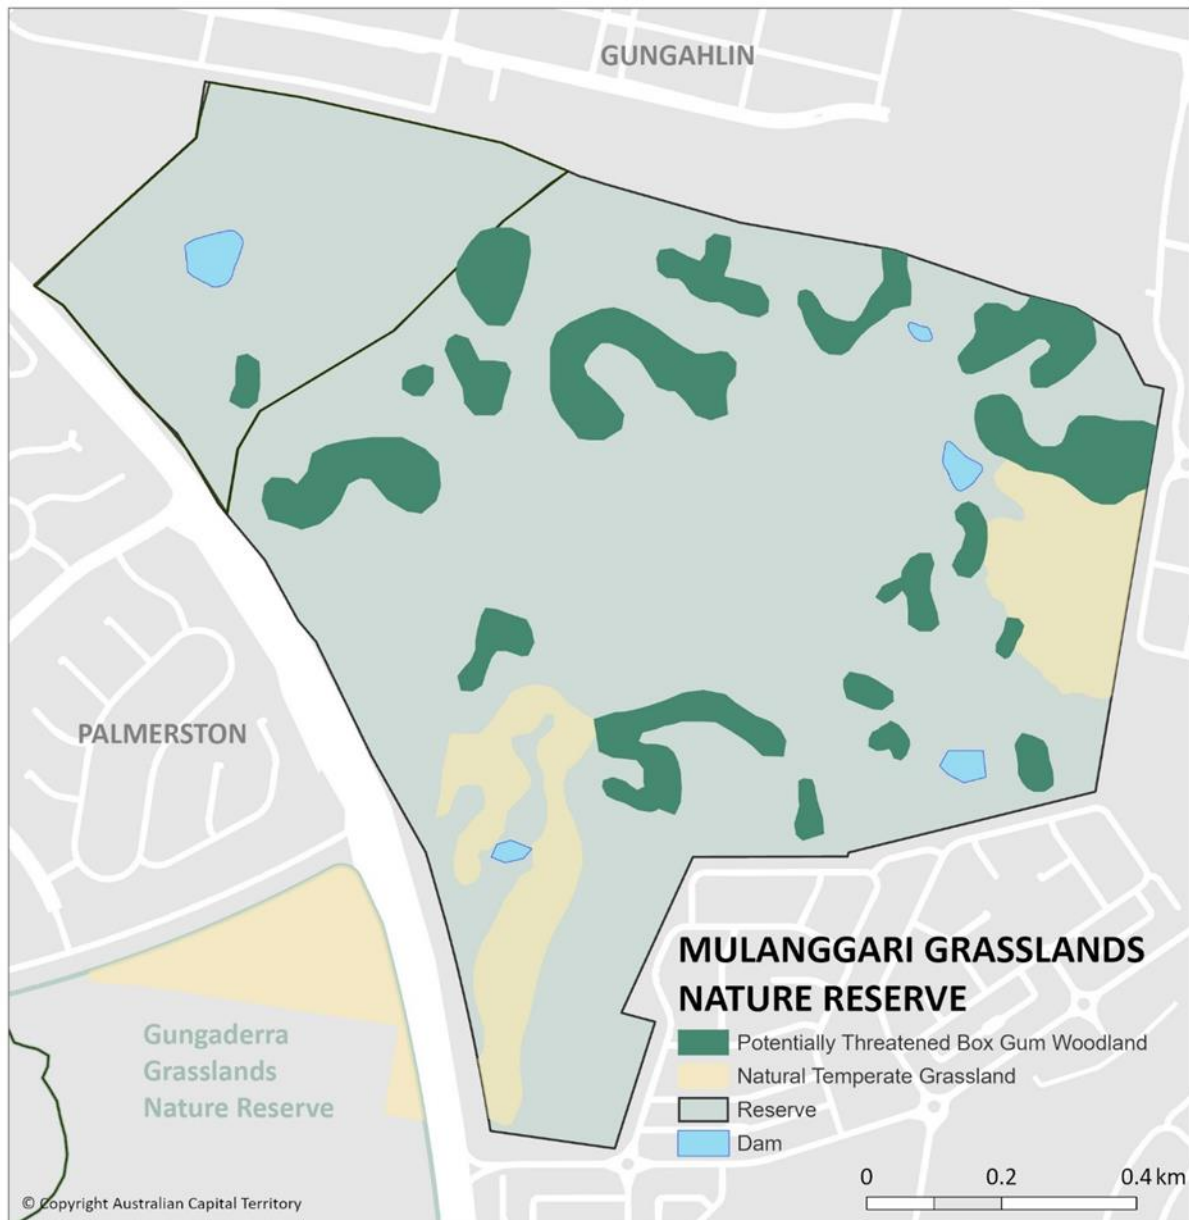 GUNGAHLIN
PALMERSTON
Gungaderra
Grasslands
Nature Reserve
MULANGGARI GRASSLANDS
NATURE RESERVE
Potentially Threatened Box Gum Woodland
Natural Temperate Grassland
Reserve
Dam
0 0.2 0.4 km
© Copyright Australian Capital Territory